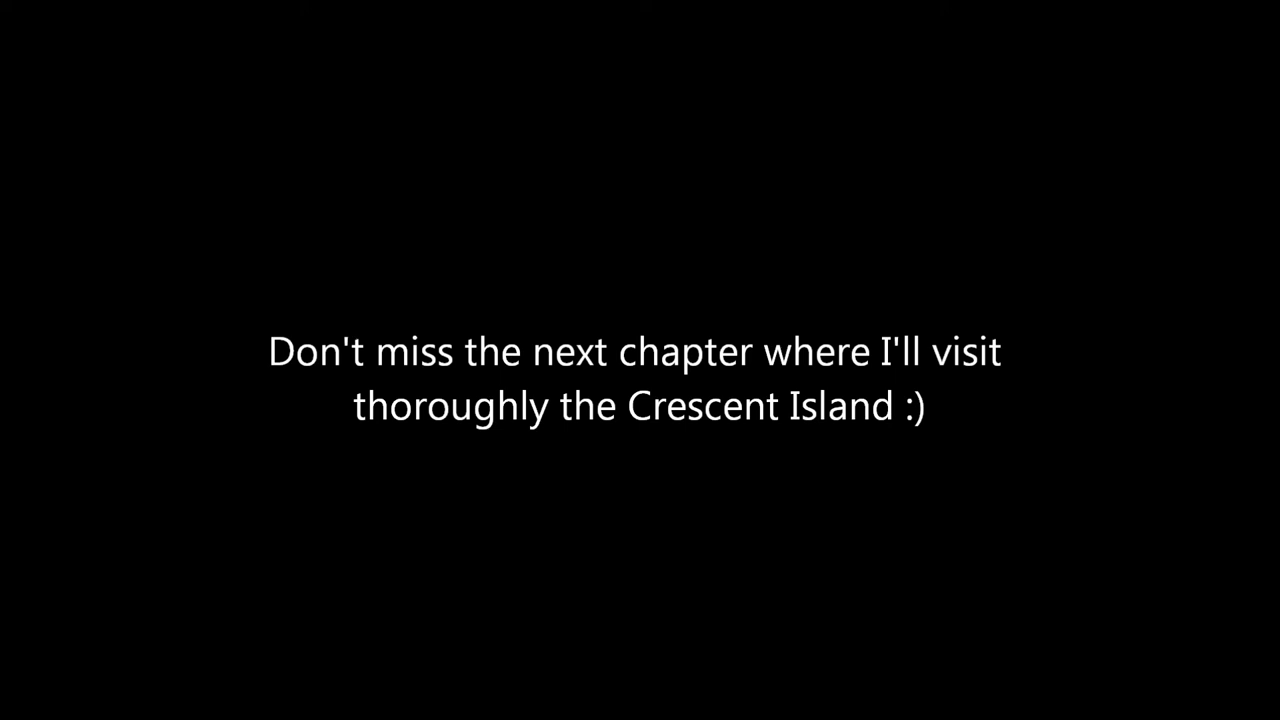 Don't miss the next chapter where I'll visit
thoroughly the Crescent Island :)